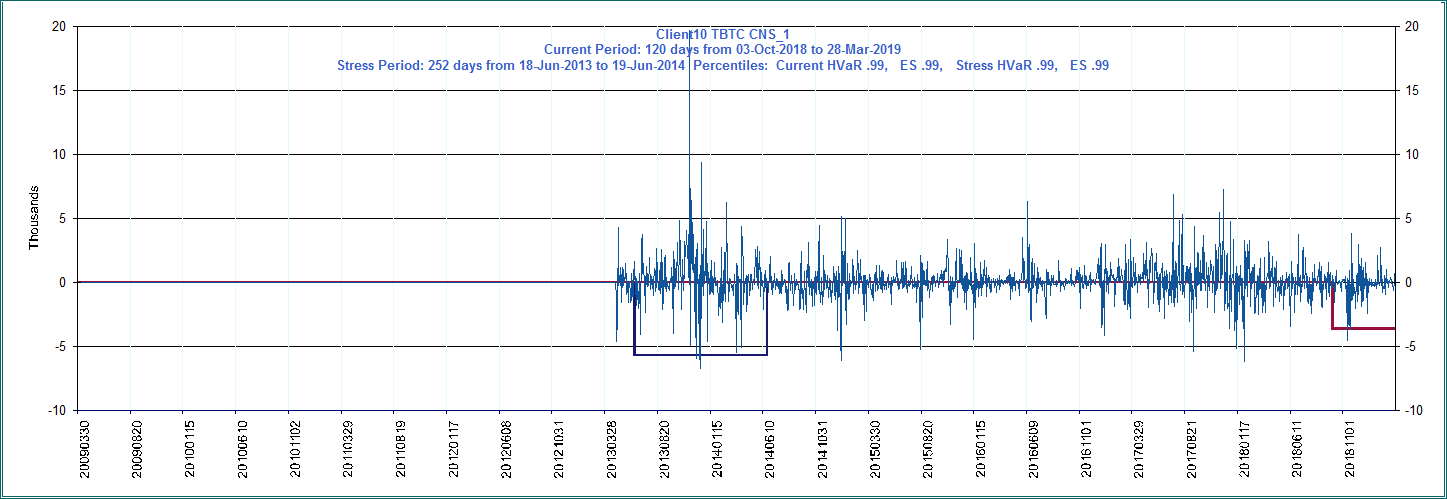 Client10 TBTC CNS_1
Current Period: 120 days from 03-Oct-2018 to 28-Mar-2019
Stress Period: 252 days from 18-Jun-2013 to 19-Jun-2014 Percentiles: Current HVaR .99, ES .99, Stress HVaR .99, ES .99
20 20
15 15
10 10
5 5
0 0
-5 -5
-10 -10
Thousands
20090330 20090820 20100115 20100610 20101102 20110329 20110819 20120117 20120608 20121031 20130328 20130820 20140115 20140610 20141031 20150330 20150820 20160115 20160609 20161101 20170329 20170821 20180117 20180611 20181101